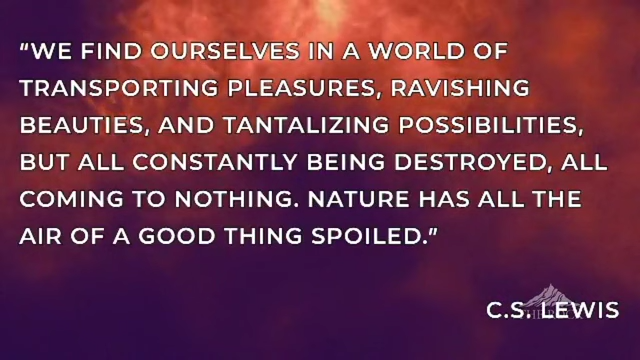 “WE FIND OURSELVES IN A WORLD OF
TRANSPORTING PLEASURES, RAVISHING
BEAUTIES, AND TANTALIZING POSSIBILITIES,
BUT ALL CONSTANTLY BEING DESTROYED, ALL
COMING TO NOTHING. NATURE HAS ALL THE
AIR OF A GOOD THING SPOILED.”
C.S. LEWIS